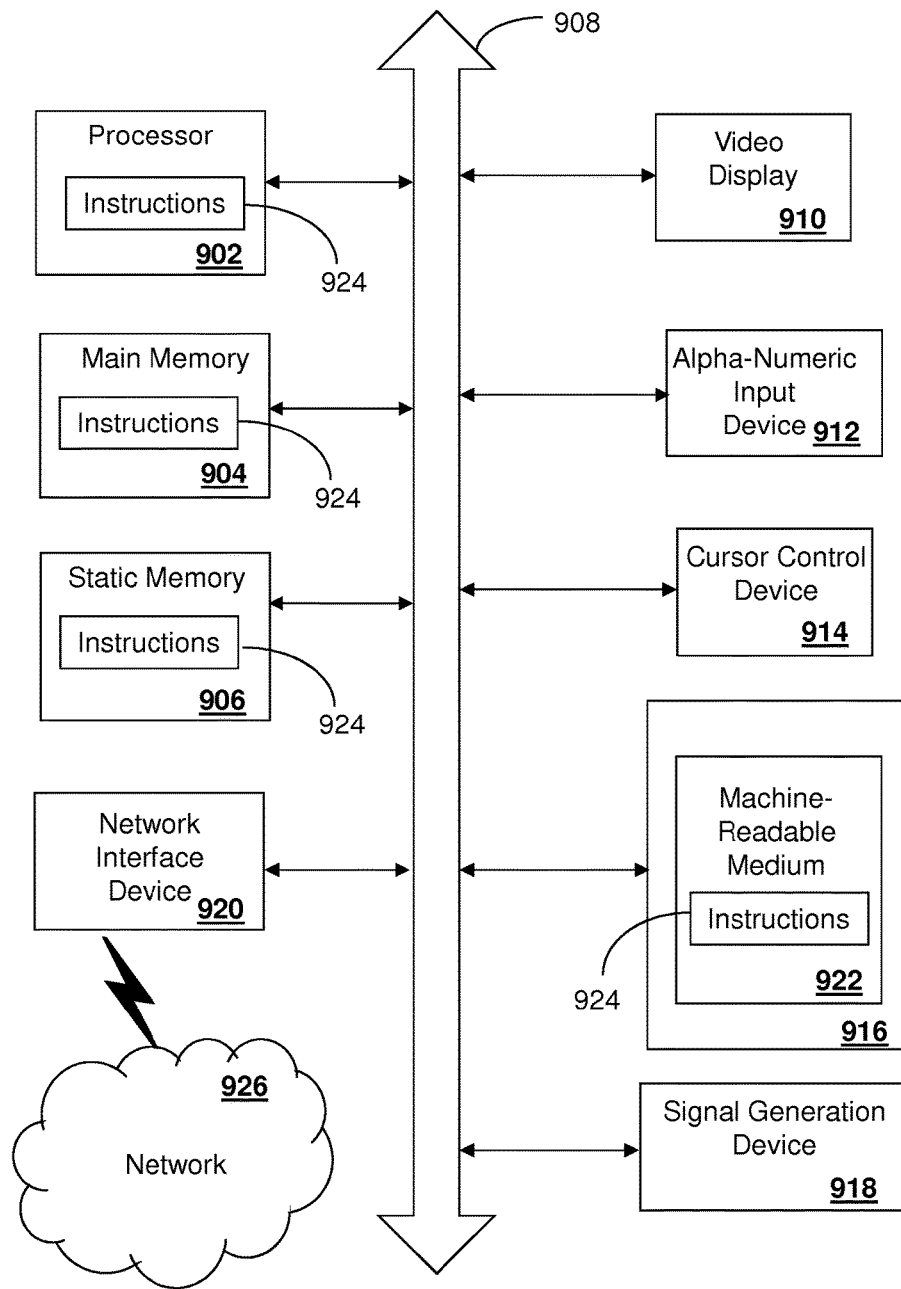 908
Processor
Instructions
902
924
Main Memory
Instructions
904
924
Static Memory
Instructions
906
924
Network
Interface
Device
920
926
Network
Video
Display
910
Alpha-Numeric
Input
Device
912
Cursor Control
Device
914
Machine-
Readable
Medium
Instructions
924
922
916
Signal Generation
Device
918